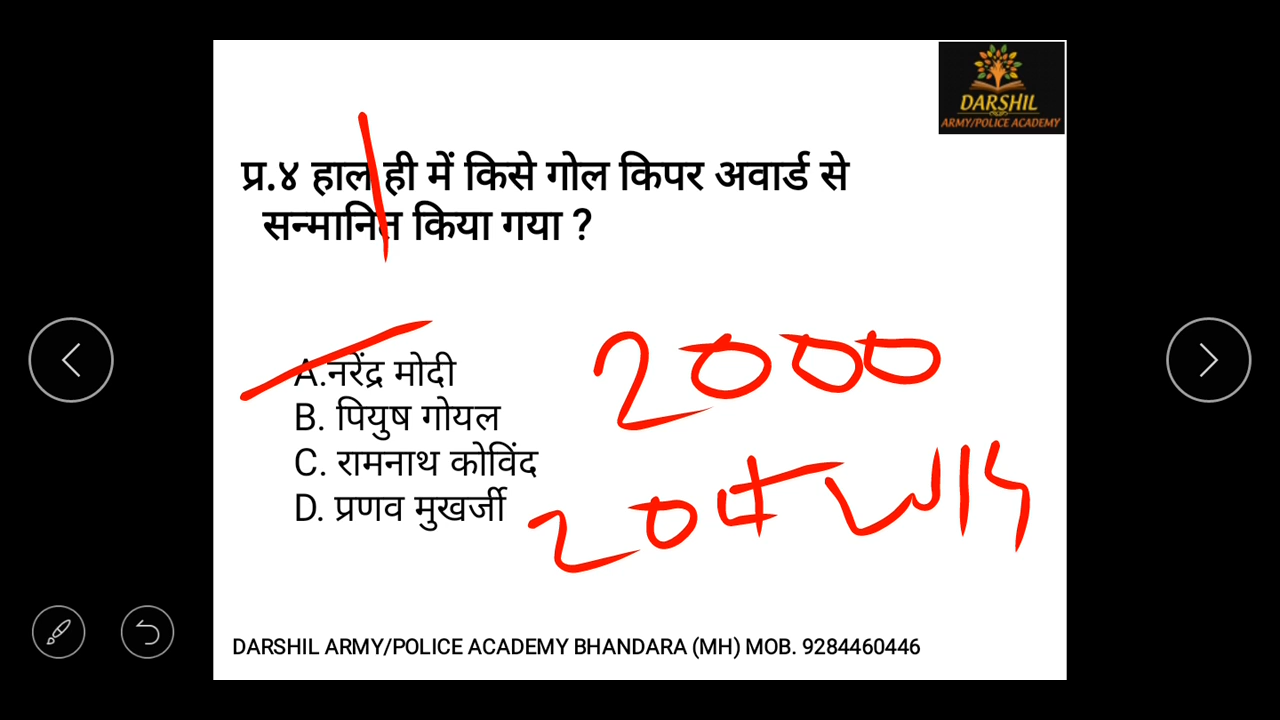 DARSHIL
ARMY/POLICE ACADEMY
प्र.४ हाल ही में किसे गोल किपर अवार्ड से
सन्मानित किया गया ?
A.नरेंद्र मोदी
B. पियुष गोयल
C. रामनाथ कोविंद
D. प्रणव मुखर्जी
2000
DARSHIL ARMY/POLICE ACADEMY BHANDARA (MH) MOB. 9284460446